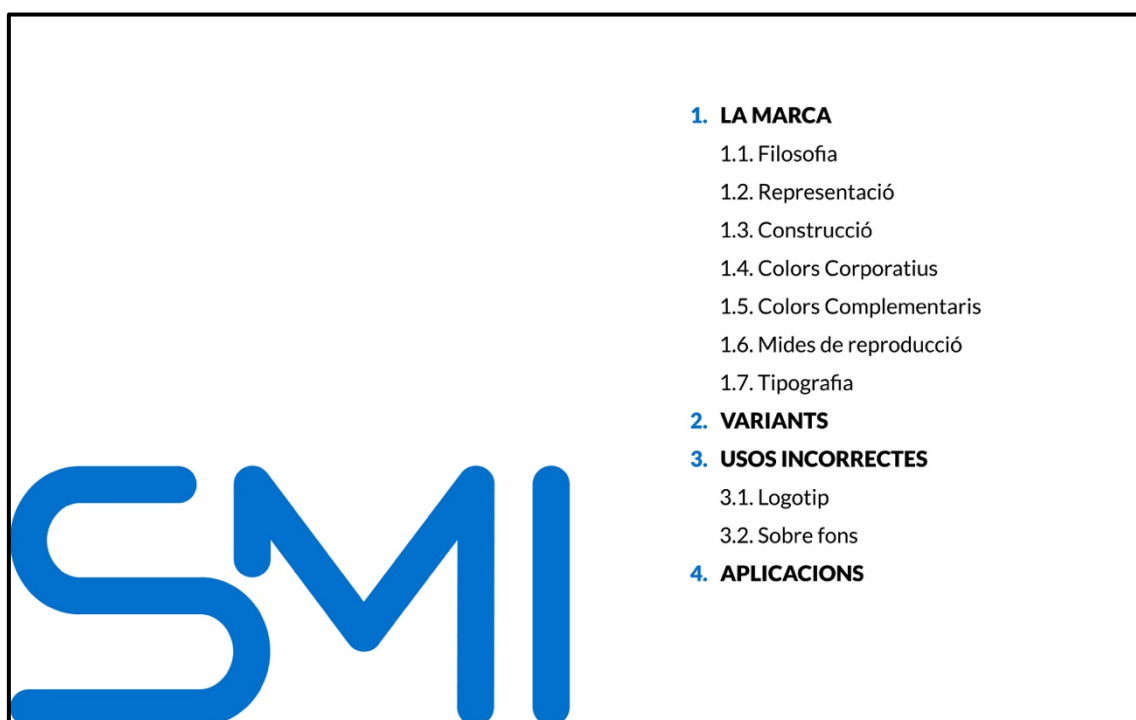 1. LA MARCA
1.1. Filosofia
1.2. Representació
1.3. Construcció
1.4. Colors Corporatius
1.5. Colors Complementaris
1.6. Mides de reproducció
1.7. Tipografia
2. VARIANTS
3. USOS INCORRECTES
3.1. Logotip
3.2. Sobre fons
4. APLICACIONS
SMI